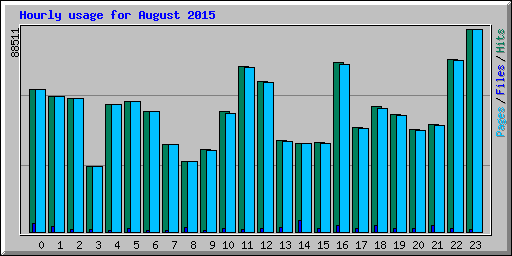 Hourly usage for August 2015
88511
Pages/Files/Hits
0 1 2 3 4 5 6 7 8 9 10 11 12 13 14 15 16 17 18 19 20 21 22 23